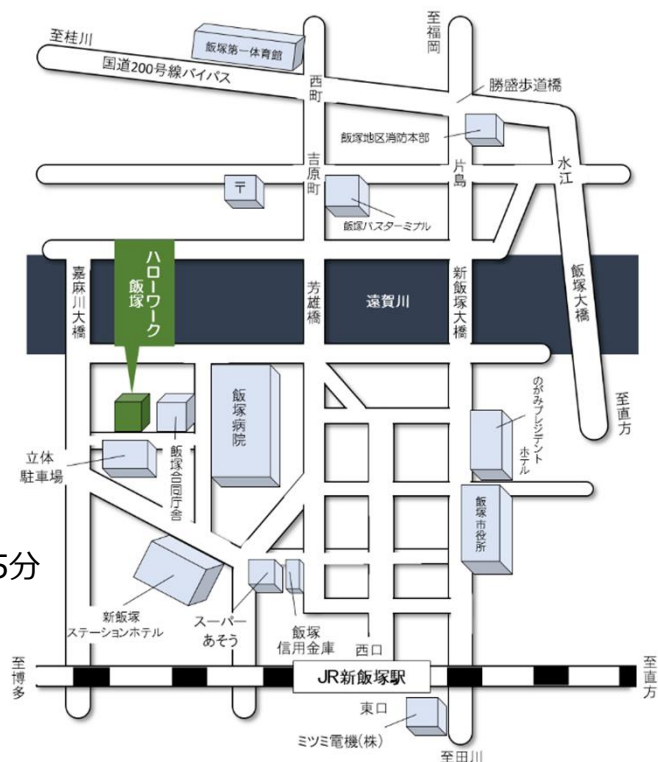 至桂川
飯塚第一体育館
至福岡
国道200号線バイパス
西町
勝盛歩道橋
飯塚地区消防本部
吉原町
片島
水江
〒
飯塚バスターミナル
ハローワーク
飯塚
嘉麻川大橋
芳雄橋
遠賀川
新飯塚大橋
飯塚大橋
至直方
飯塚病院
のがみプレジデント
ホテル
立体
駐車場
飯塚合同庁舎
飯塚市役所
5分
新飯塚
ステーションホテル
スーパー
あそう
飯塚
信用金庫
西口
至博多
JR新飯塚駅
至直方
東口
ミツミ電機(株)
至田川